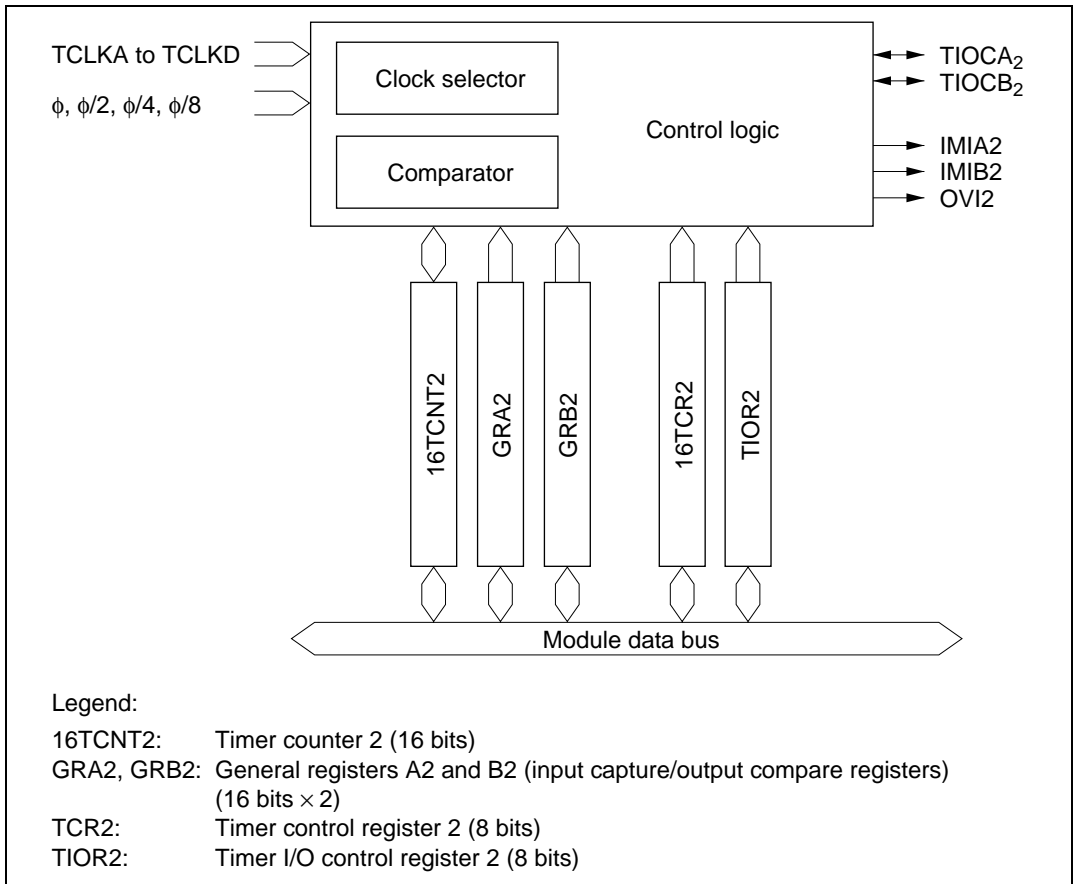 TCLKA to TCLKD
ϕ, ϕ/2, ϕ/4, ϕ/8
Clock selector
Comparator
Control logic
TIOCA₂
TIOCB₂
IMIA2
IMIB2
OVI2
16TCNT2
GRA2
GRB2
16TCR2
TIOR2
Module data bus
Legend:
16TCNT2: Timer counter 2 (16 bits)
GRA2, GRB2: General registers A2 and B2 (input capture/output compare registers)
(16 bits × 2)
TCR2: Timer control register 2 (8 bits)
TIOR2: Timer I/O control register 2 (8 bits)